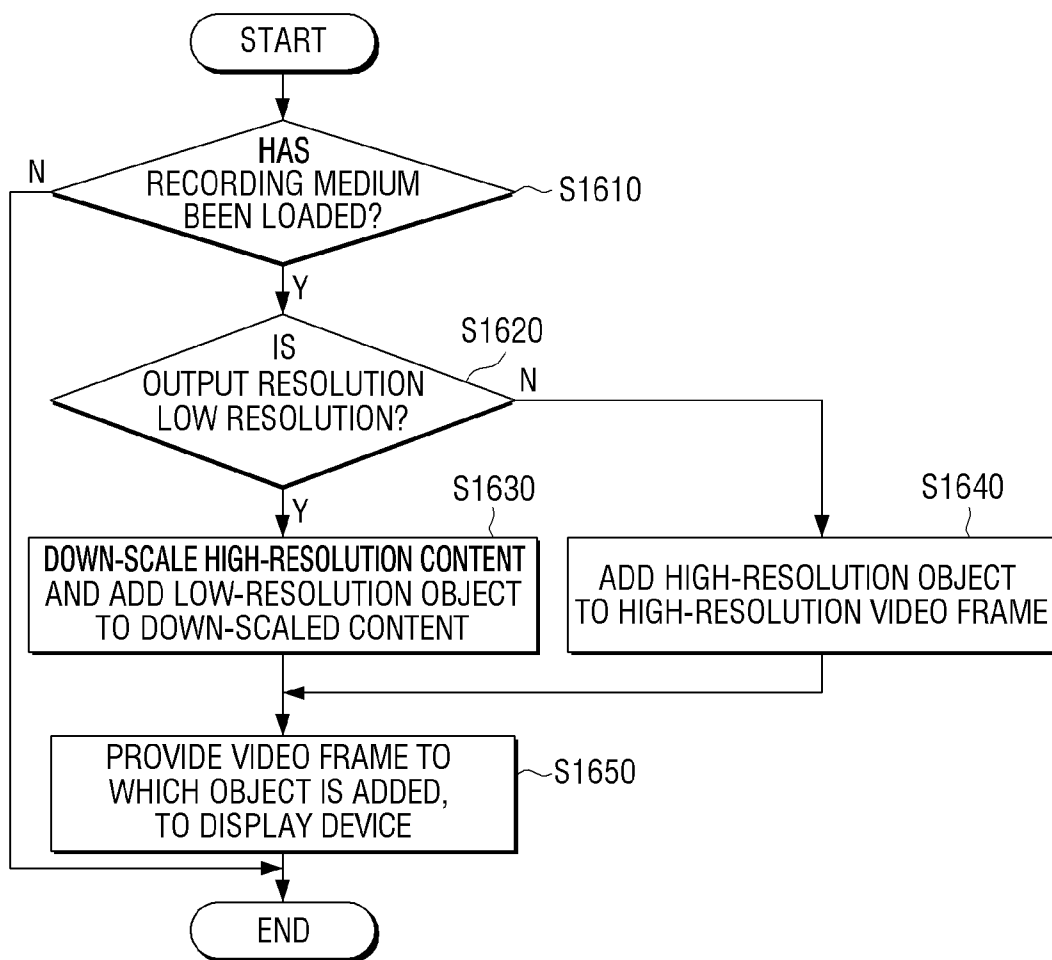 START
HAS
RECORDING MEDIUM
BEEN LOADED?
N
S1610
Y
IS
OUTPUT RESOLUTION
LOW RESOLUTION?
S1620
N
Y
S1630
DOWN-SCALE HIGH-RESOLUTION CONTENT
AND ADD LOW-RESOLUTION OBJECT
TO DOWN-SCALED CONTENT
S1640
ADD HIGH-RESOLUTION OBJECT
TO HIGH-RESOLUTION VIDEO FRAME
PROVIDE VIDEO FRAME TO
WHICH OBJECT IS ADDED,
TO DISPLAY DEVICE
S1650
END